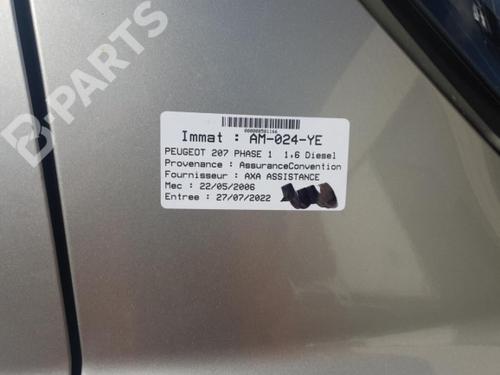 B-PARTS
000000501166
Immat : AM-024-YE
PEUGEOT 207 PHASE 1 1.6 Diesel
Provenance : AssuranceConvention
Fournisseur : AXA ASSISTANCE
Mec : 22/05/2006
Entree : 27/07/2022